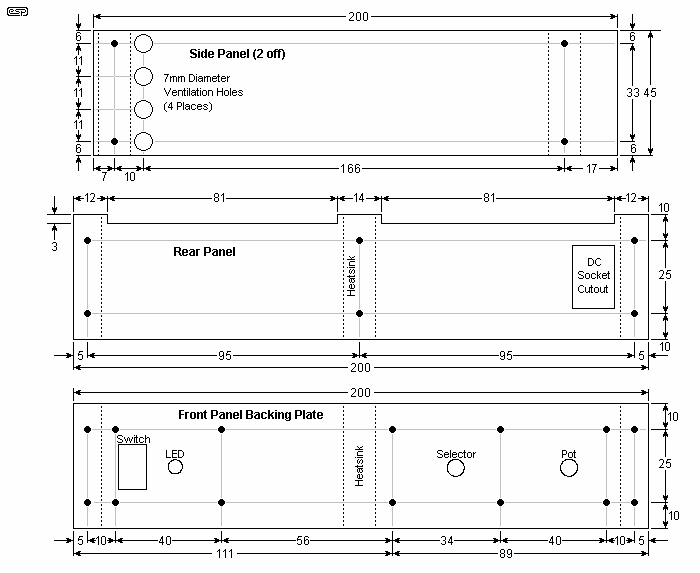 esp
200
6
Side Panel (2 off)
6
11
7mm Diameter
Ventilation Holes
(4 Places)
11
33
45
11
6
6
7
10
166
17
12
81
14
81
12
10
3
Rear Panel
Heatsink
DC
Socket
Cutout
25
10
5
95
95
5
200
200
Front Panel Backing Plate
10
Switch
LED
Heatsink
Selector
Pot
25
10
5
10
40
56
34
40
10
5
111
89